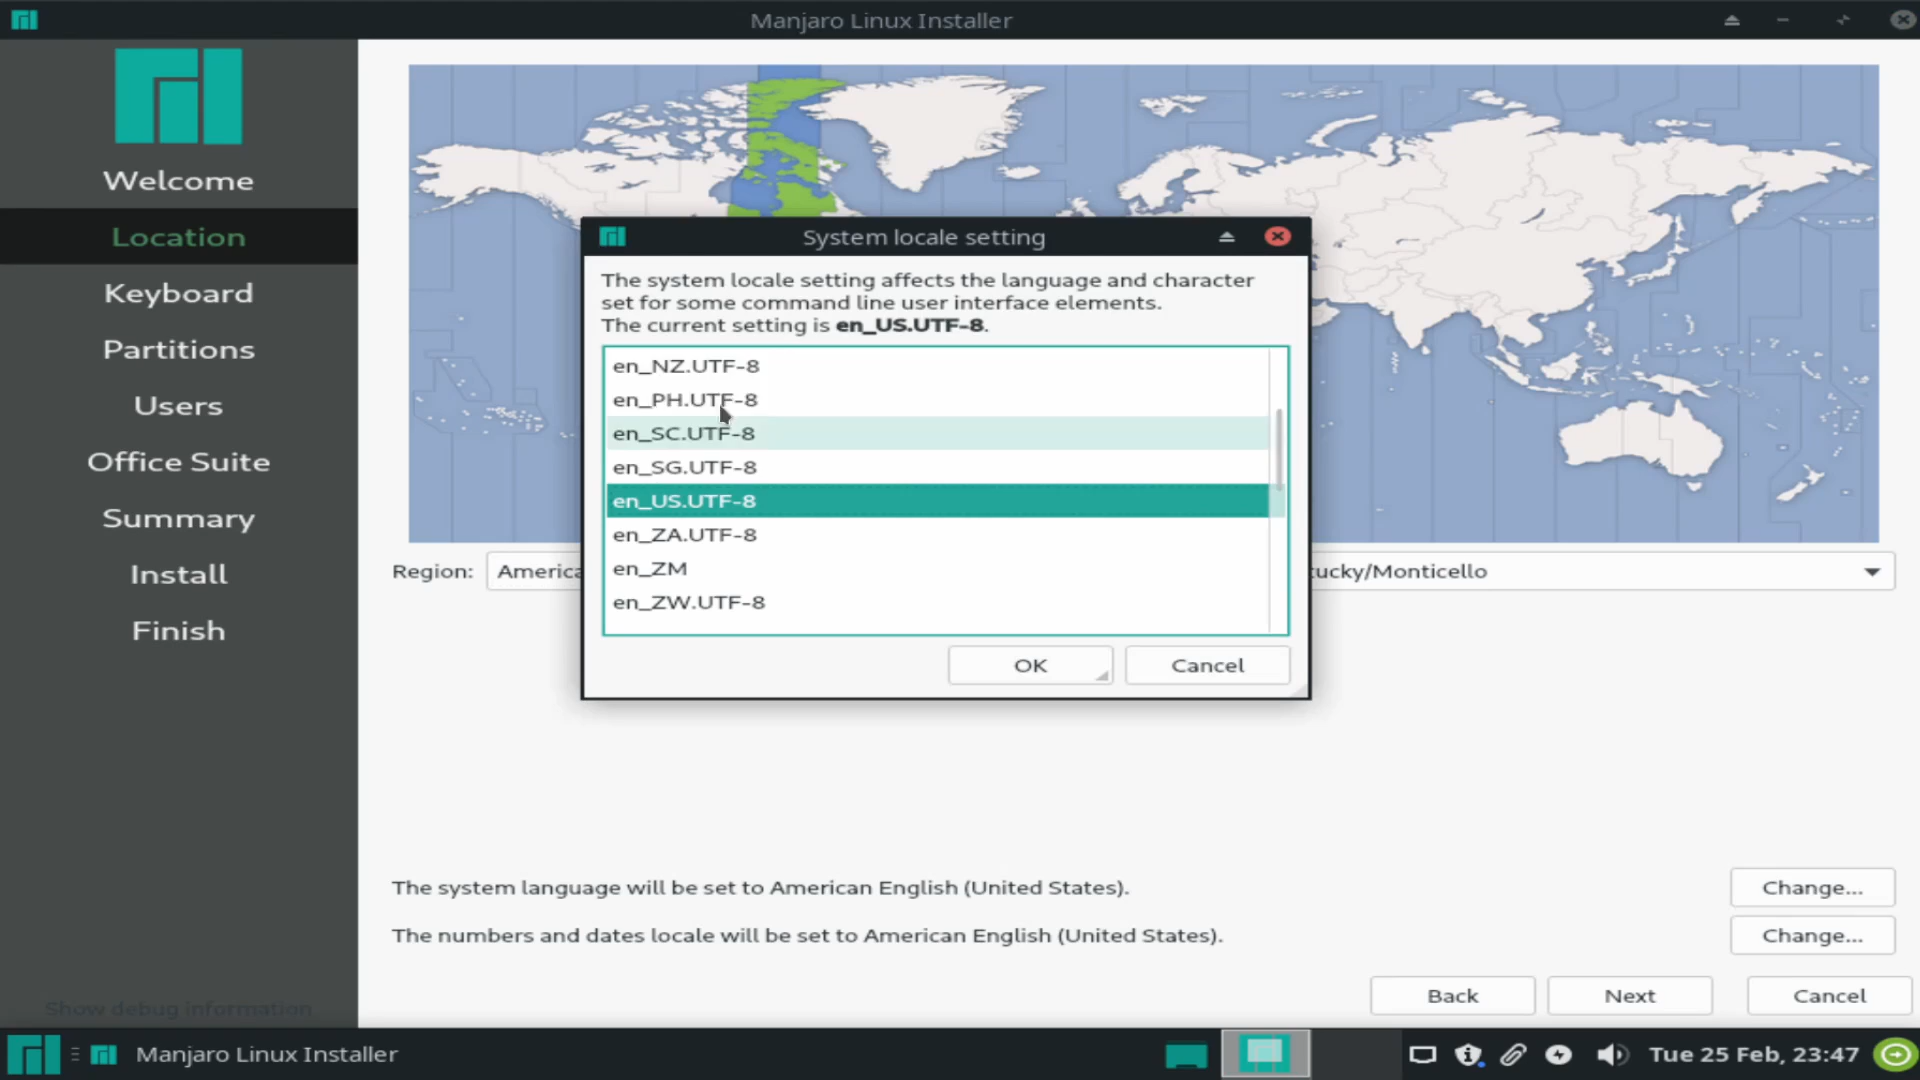 Manjaro Linux Installer
Welcome
Location
Keyboard
Partitions
Users
Office Suite
Summary
Install
Finish
Show debug information
System locale setting
The system locale setting affects the language and character
set for some command line user interface elements.
The current setting is en_US.UTF-8.
en_NZ.UTF-8
en_PH.UTF-8
en_SC.UTF-8
en_SG.UTF-8
en_US.UTF-8
en_ZA.UTF-8
en_ZM
en_ZW.UTF-8
OK Cancel
Region: America
tucky/Monticello
The system language will be set to American English (United States). Change...
The numbers and dates locale will be set to American English (United States). Change...
Back Next Cancel
Manjaro Linux Installer
Tue 25 Feb, 23:47